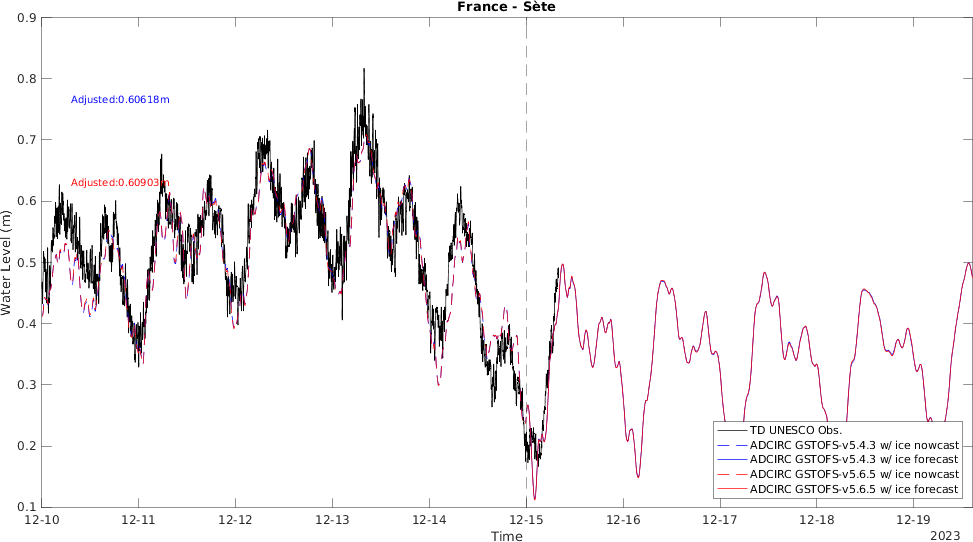 France - Sète
0.9
0.8
0.7
0.6
0.5
0.4
0.3
0.2
0.1
Water Level (m)
Adjusted:0.60618m
Adjusted:0.60903m
TD UNESCO Obs.
ADCIRC GSTOFS-v5.4.3 w/ ice nowcast
ADCIRC GSTOFS-v5.4.3 w/ ice forecast
ADCIRC GSTOFS-v5.6.5 w/ ice nowcast
ADCIRC GSTOFS-v5.6.5 w/ ice forecast
12-10 12-11 12-12 12-13 12-14 12-15 12-16 12-17 12-18 12-19
Time
2023